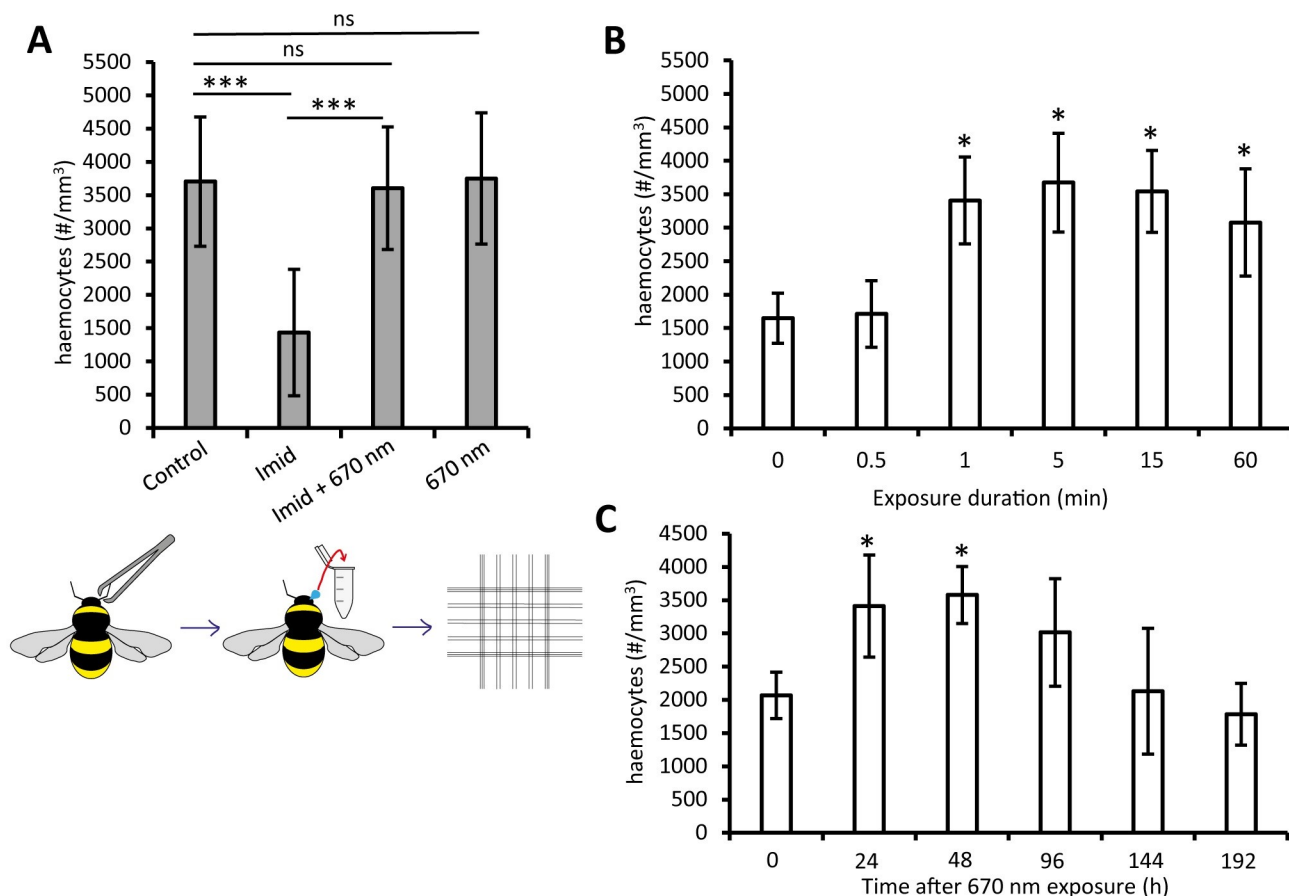 A
ns
ns
***
***
haemocytes (#/mm³)
5500
5000
4500
4000
3500
3000
2500
2000
1500
1000
500
0
Control
Imid
Imid + 670 nm
670 nm
B
haemocytes (#/mm³)
5500
5000
4500
4000
3500
3000
2500
2000
1500
1000
500
0
* * * *
0 0.5 1 5 15 60
Exposure duration (min)
C
haemocytes (#/mm³)
4500
4000
3500
3000
2500
2000
1500
1000
500
0
* *
0 24 48 96 144 192
Time after 670 nm exposure (h)